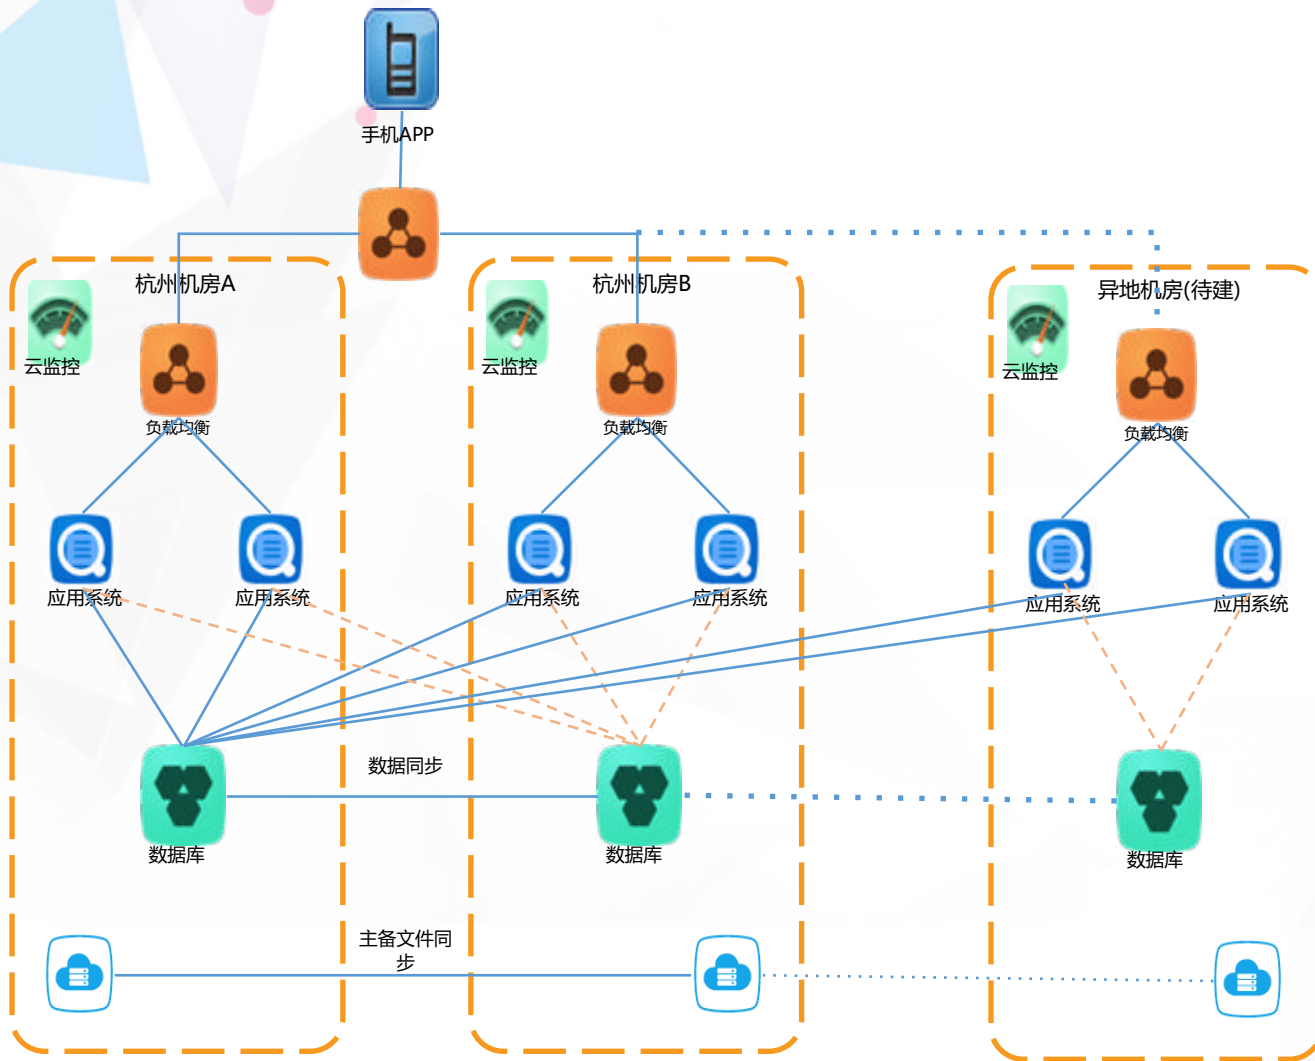 手机APP
杭州机房A
杭州机房B
异地机房(待建)
云监控
云监控
云监控
负载均衡
负载均衡
负载均衡
应用系统
应用系统
应用系统
应用系统
应用系统
应用系统
数据同步
数据库
数据库
数据库
主备文件同
步